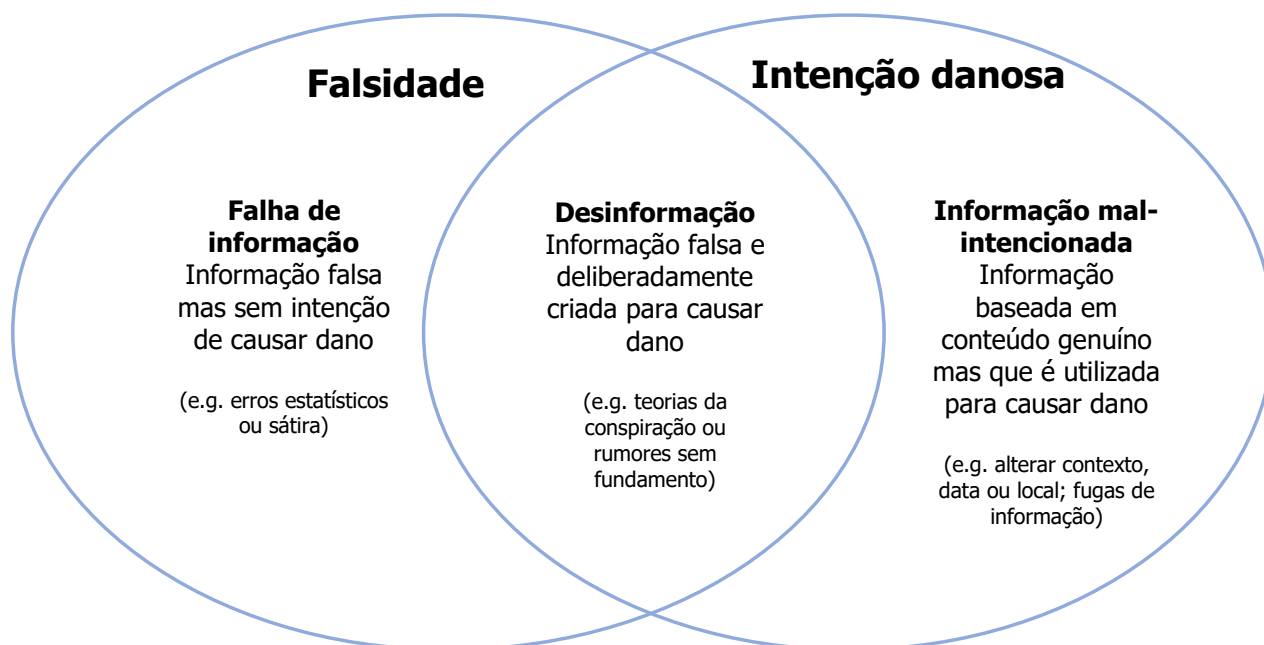 Falsidade
Intenção danosa
Falha de
informação
Informação falsa
mas sem intenção
de causar dano
(e.g. erros estatísticos
ou sátira)
Desinformação
Informação falsa e
deliberadamente
criada para causar
dano
(e.g. teorias da
conspiração ou
rumores sem
fundamento)
Informação mal-
intencionada
Informação
baseada em
conteúdo genuíno
mas que é utilizada
para causar dano
(e.g. alterar contexto,
data ou local; fugas de
informação)